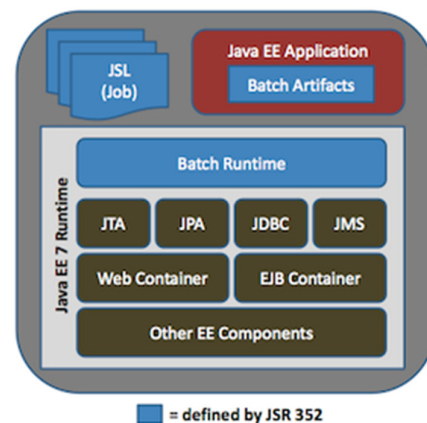 JSL
(Job)
Java EE Application
Batch Artifacts
Java EE 7 Runtime
Batch Runtime
JTA
JPA
JDBC
JMS
Web Container
EJB Container
Other EE Components
= defined by JSR 352